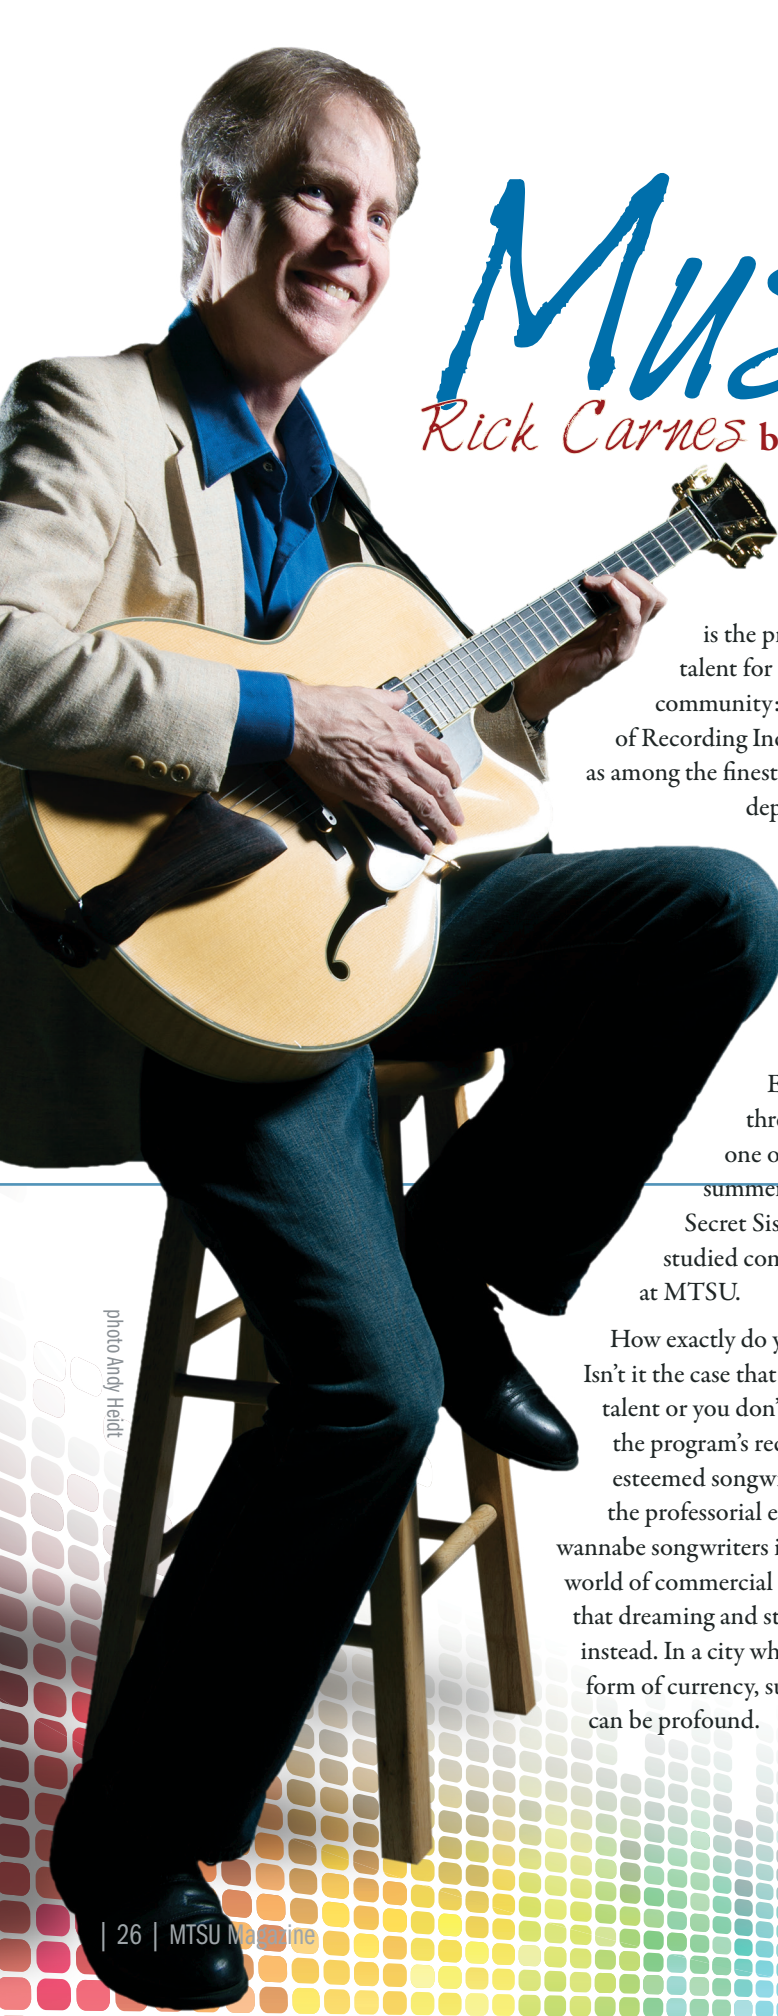 Mus
Rick Carnes b
is the pr
talent for
community:
of Recording Ind
as among the finest
dep
E
thre
one o
summer
Secret Sis
studied com
at MTSU.
How exactly do y
Isn’t it the case that
talent or you don’
the program’s rec
esteemed songwr
the professorial e
wannabe songwriters i
world of commercial
that dreaming and st
instead. In a city wh
form of currency, su
can be profound.
photo Andy Heidt
| 26 | MTSU Magazine